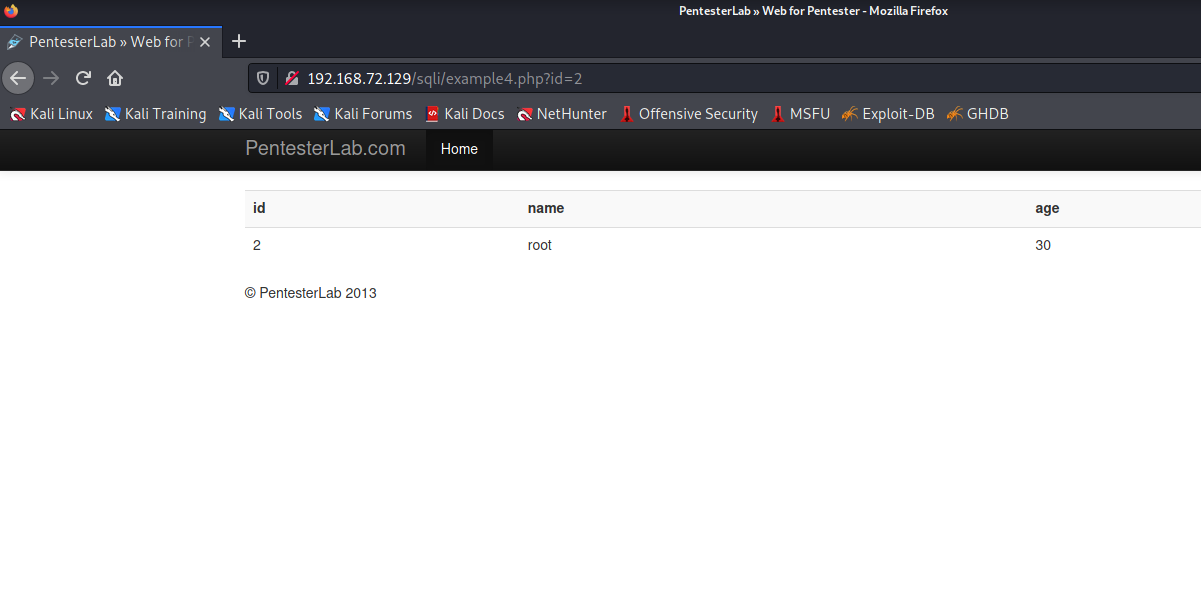 PentesterLab » Web for Pentester - Mozilla Firefox
PentesterLab » Web for P
192.168.72.129/sqli/example4.php?id=2
Kali Linux Kali Training Kali Tools Kali Forums Kali Docs NetHunter Offensive Security MSFU Exploit-DB GHDB
PentesterLab.com Home
id name age
2 root 30
© PentesterLab 2013